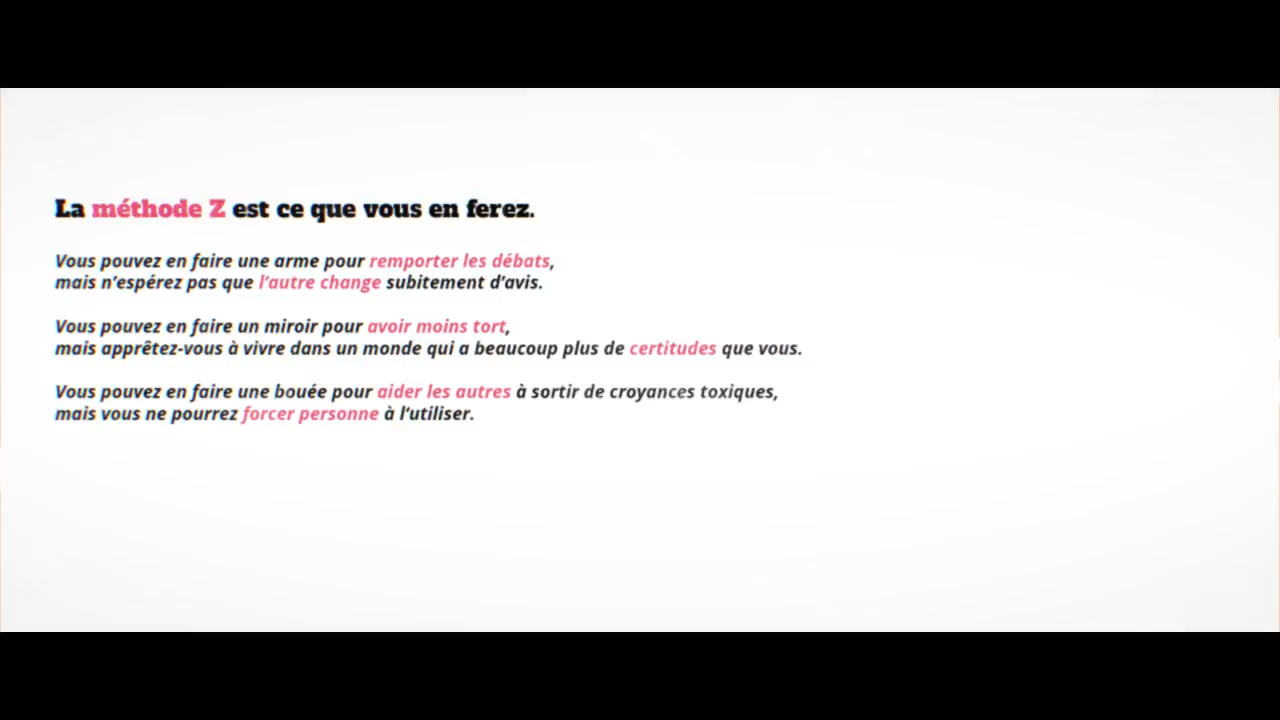 La méthode Z est ce que vous en ferez.
Vous pouvez en faire une arme pour remporter les débats,
mais n'espérez pas que l'autre change subitement d'avis.
Vous pouvez en faire un miroir pour avoir moins tort,
mais apprêtez-vous à vivre dans un monde qui a beaucoup plus de certitudes que vous.
Vous pouvez en faire une bouée pour aider les autres à sortir de croyances toxiques,
mais vous ne pourrez forcer personne à l'utiliser.